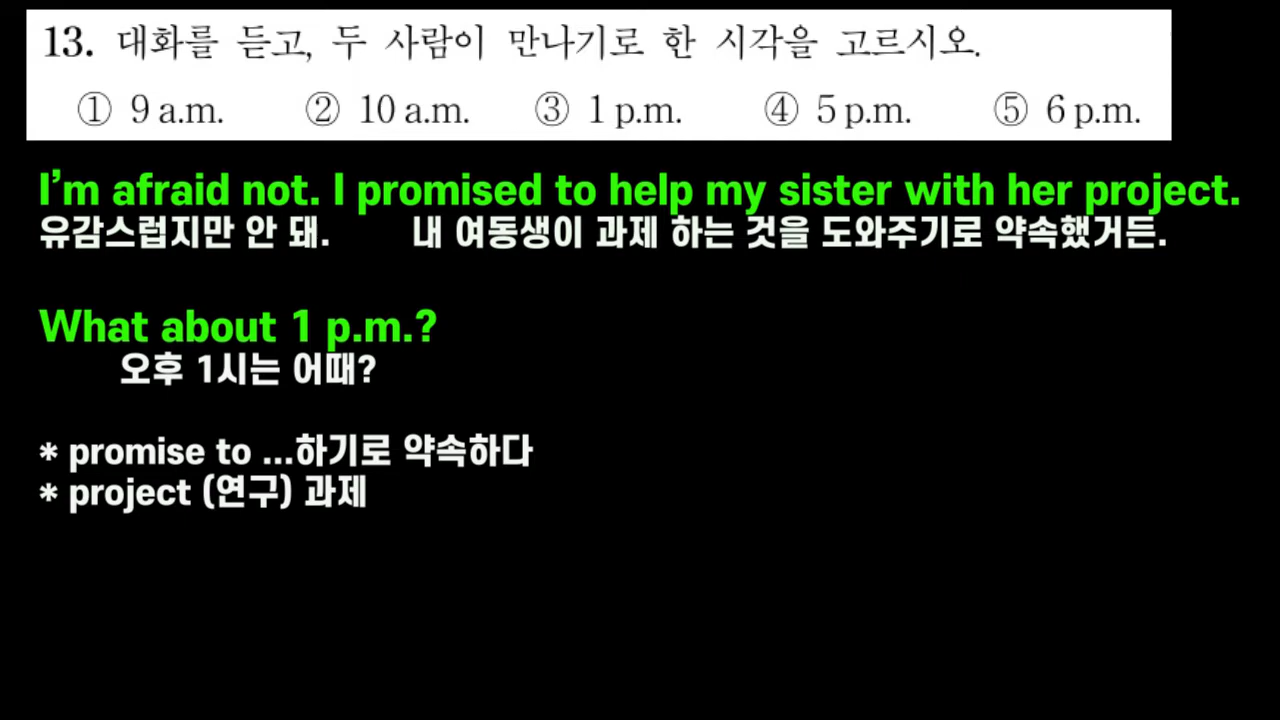 13. 대화를 듣고, 두 사람이 만나기로 한 시각을 고르시오.
① 9 a.m. ② 10 a.m. ③ 1 p.m. ④ 5 p.m. ⑤ 6 p.m.
I’m afraid not. I promised to help my sister with her project.
유감스럽지만 안 돼. 내 여동생이 과제 하는 것을 도와주기로 약속했거든.
What about 1 p.m.?
오후 1시는 어때?
* promise to ...하기로 약속하다
* project (연구) 과제